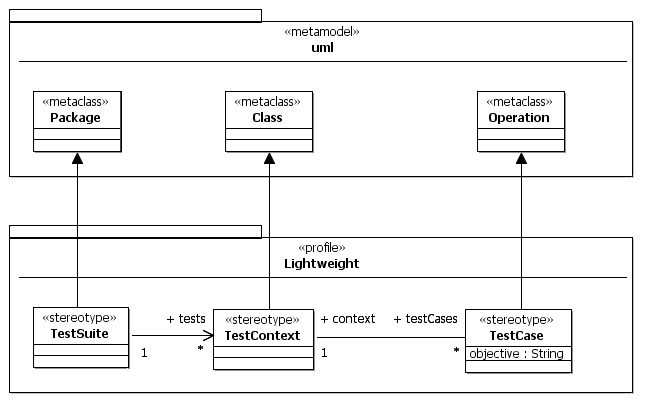 «metamodel»
uml
«metaclass»
Package
«metaclass»
Class
«metaclass»
Operation
«profile»
Lightweight
«stereotype»
TestSuite
+ tests
1
*
«stereotype»
TestContext
+ context
+ testCases
1
*
«stereotype»
TestCase
objective : String